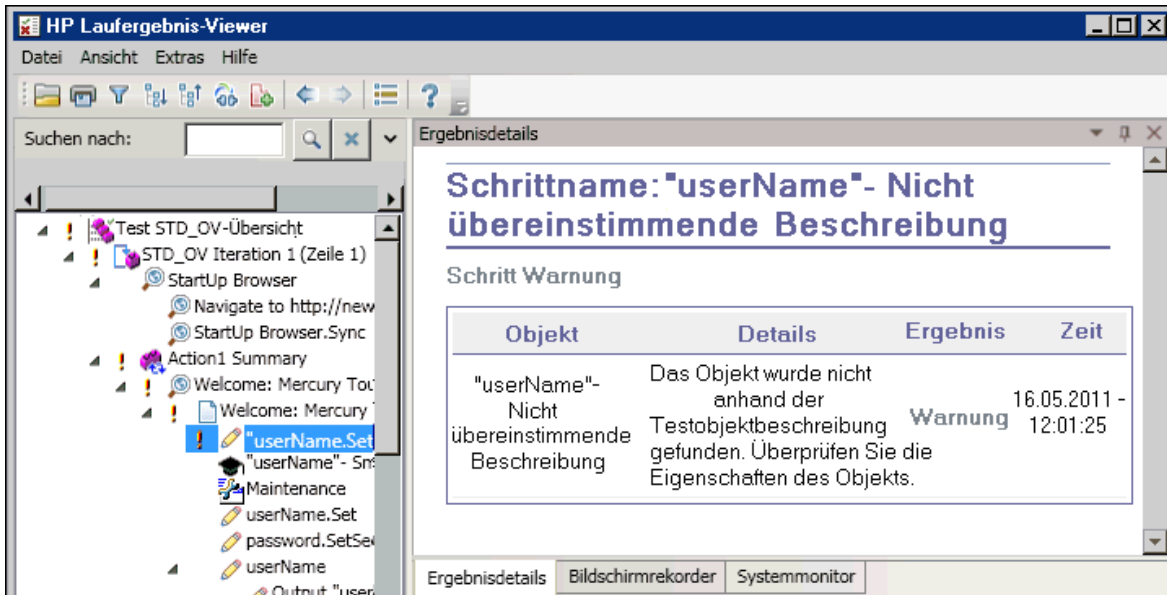 HP Laufergebnis-Viewer
Datei Ansicht Extras Hilfe
Suchen nach:
Test STD_OV-Übersicht
STD_OV Iteration 1 (Zeile 1)
StartUp Browser
Navigate to http://new
StartUp Browser.Sync
Action1 Summary
Welcome: Mercury Tou
Welcome: Mercury
"userName.Set
"userName"- Sm
Maintenance
userName.Set
password.SetSe
userName
Output "user
Ergebnisdetails
Schrittname:"userName"- Nicht
übereinstimmende Beschreibung
Schritt Warnung
Objekt Details Ergebnis Zeit
"userName"-
Nicht
übereinstimmende
Beschreibung
Das Objekt wurde nicht
anhand der
Testobjektbeschreibung
gefunden. Überprüfen Sie die
Eigenschaften des Objekts.
Warnung
16.05.2011 -
12:01:25
Ergebnisdetails Bildschirmrekorder Systemmonitor